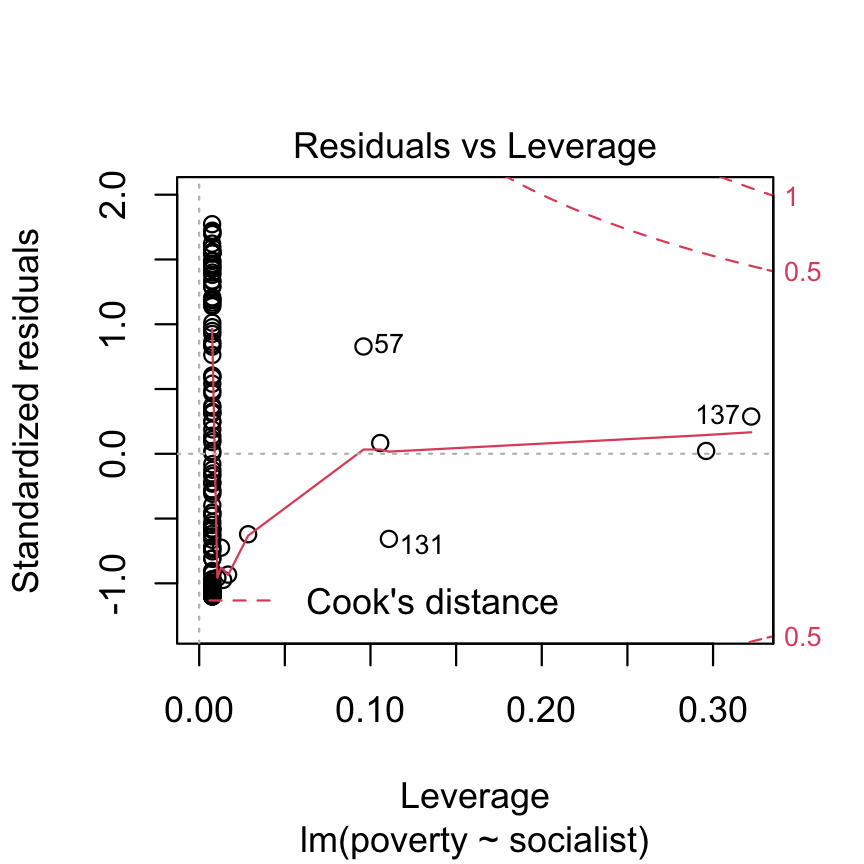 Residuals vs Leverage
Standardized residuals
2.0
1.0
0.0
-1.0
1
0.5
0.5
57
137
131
Cook's distance
0.00 0.10 0.20 0.30
Leverage
lm(poverty ~ socialist)